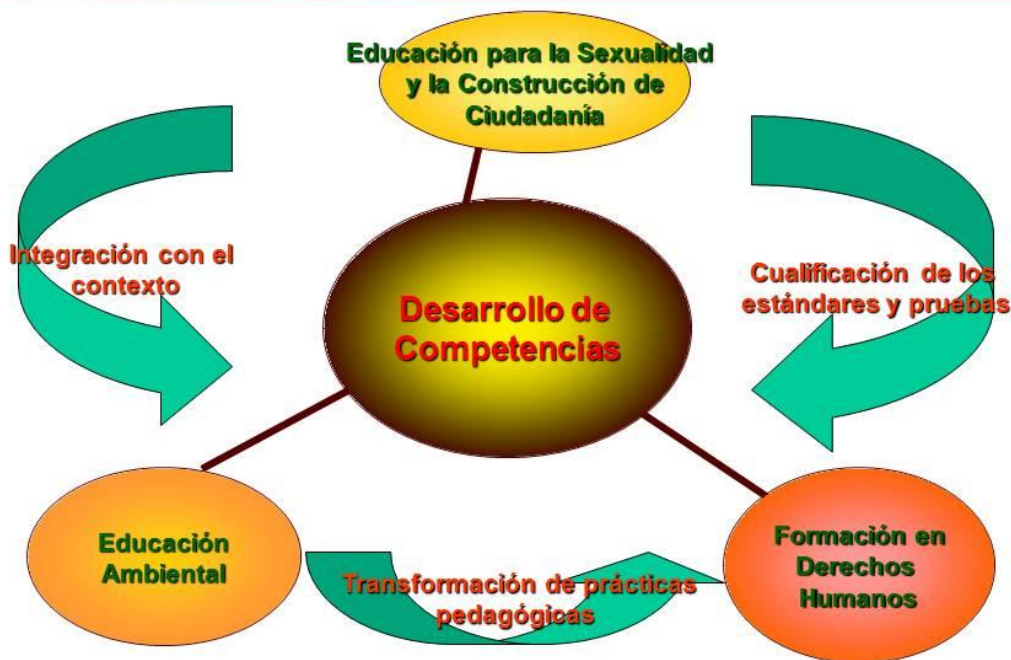 Educación para la Sexualidad
y la Construcción de
Ciudadanía
Integración con el
contexto
Cualificación de los
estándares y pruebas
Desarrollo de
Competencias
Educación
Ambiental
Transformación de prácticas
pedagógicas
Formación en
Derechos
Humanos